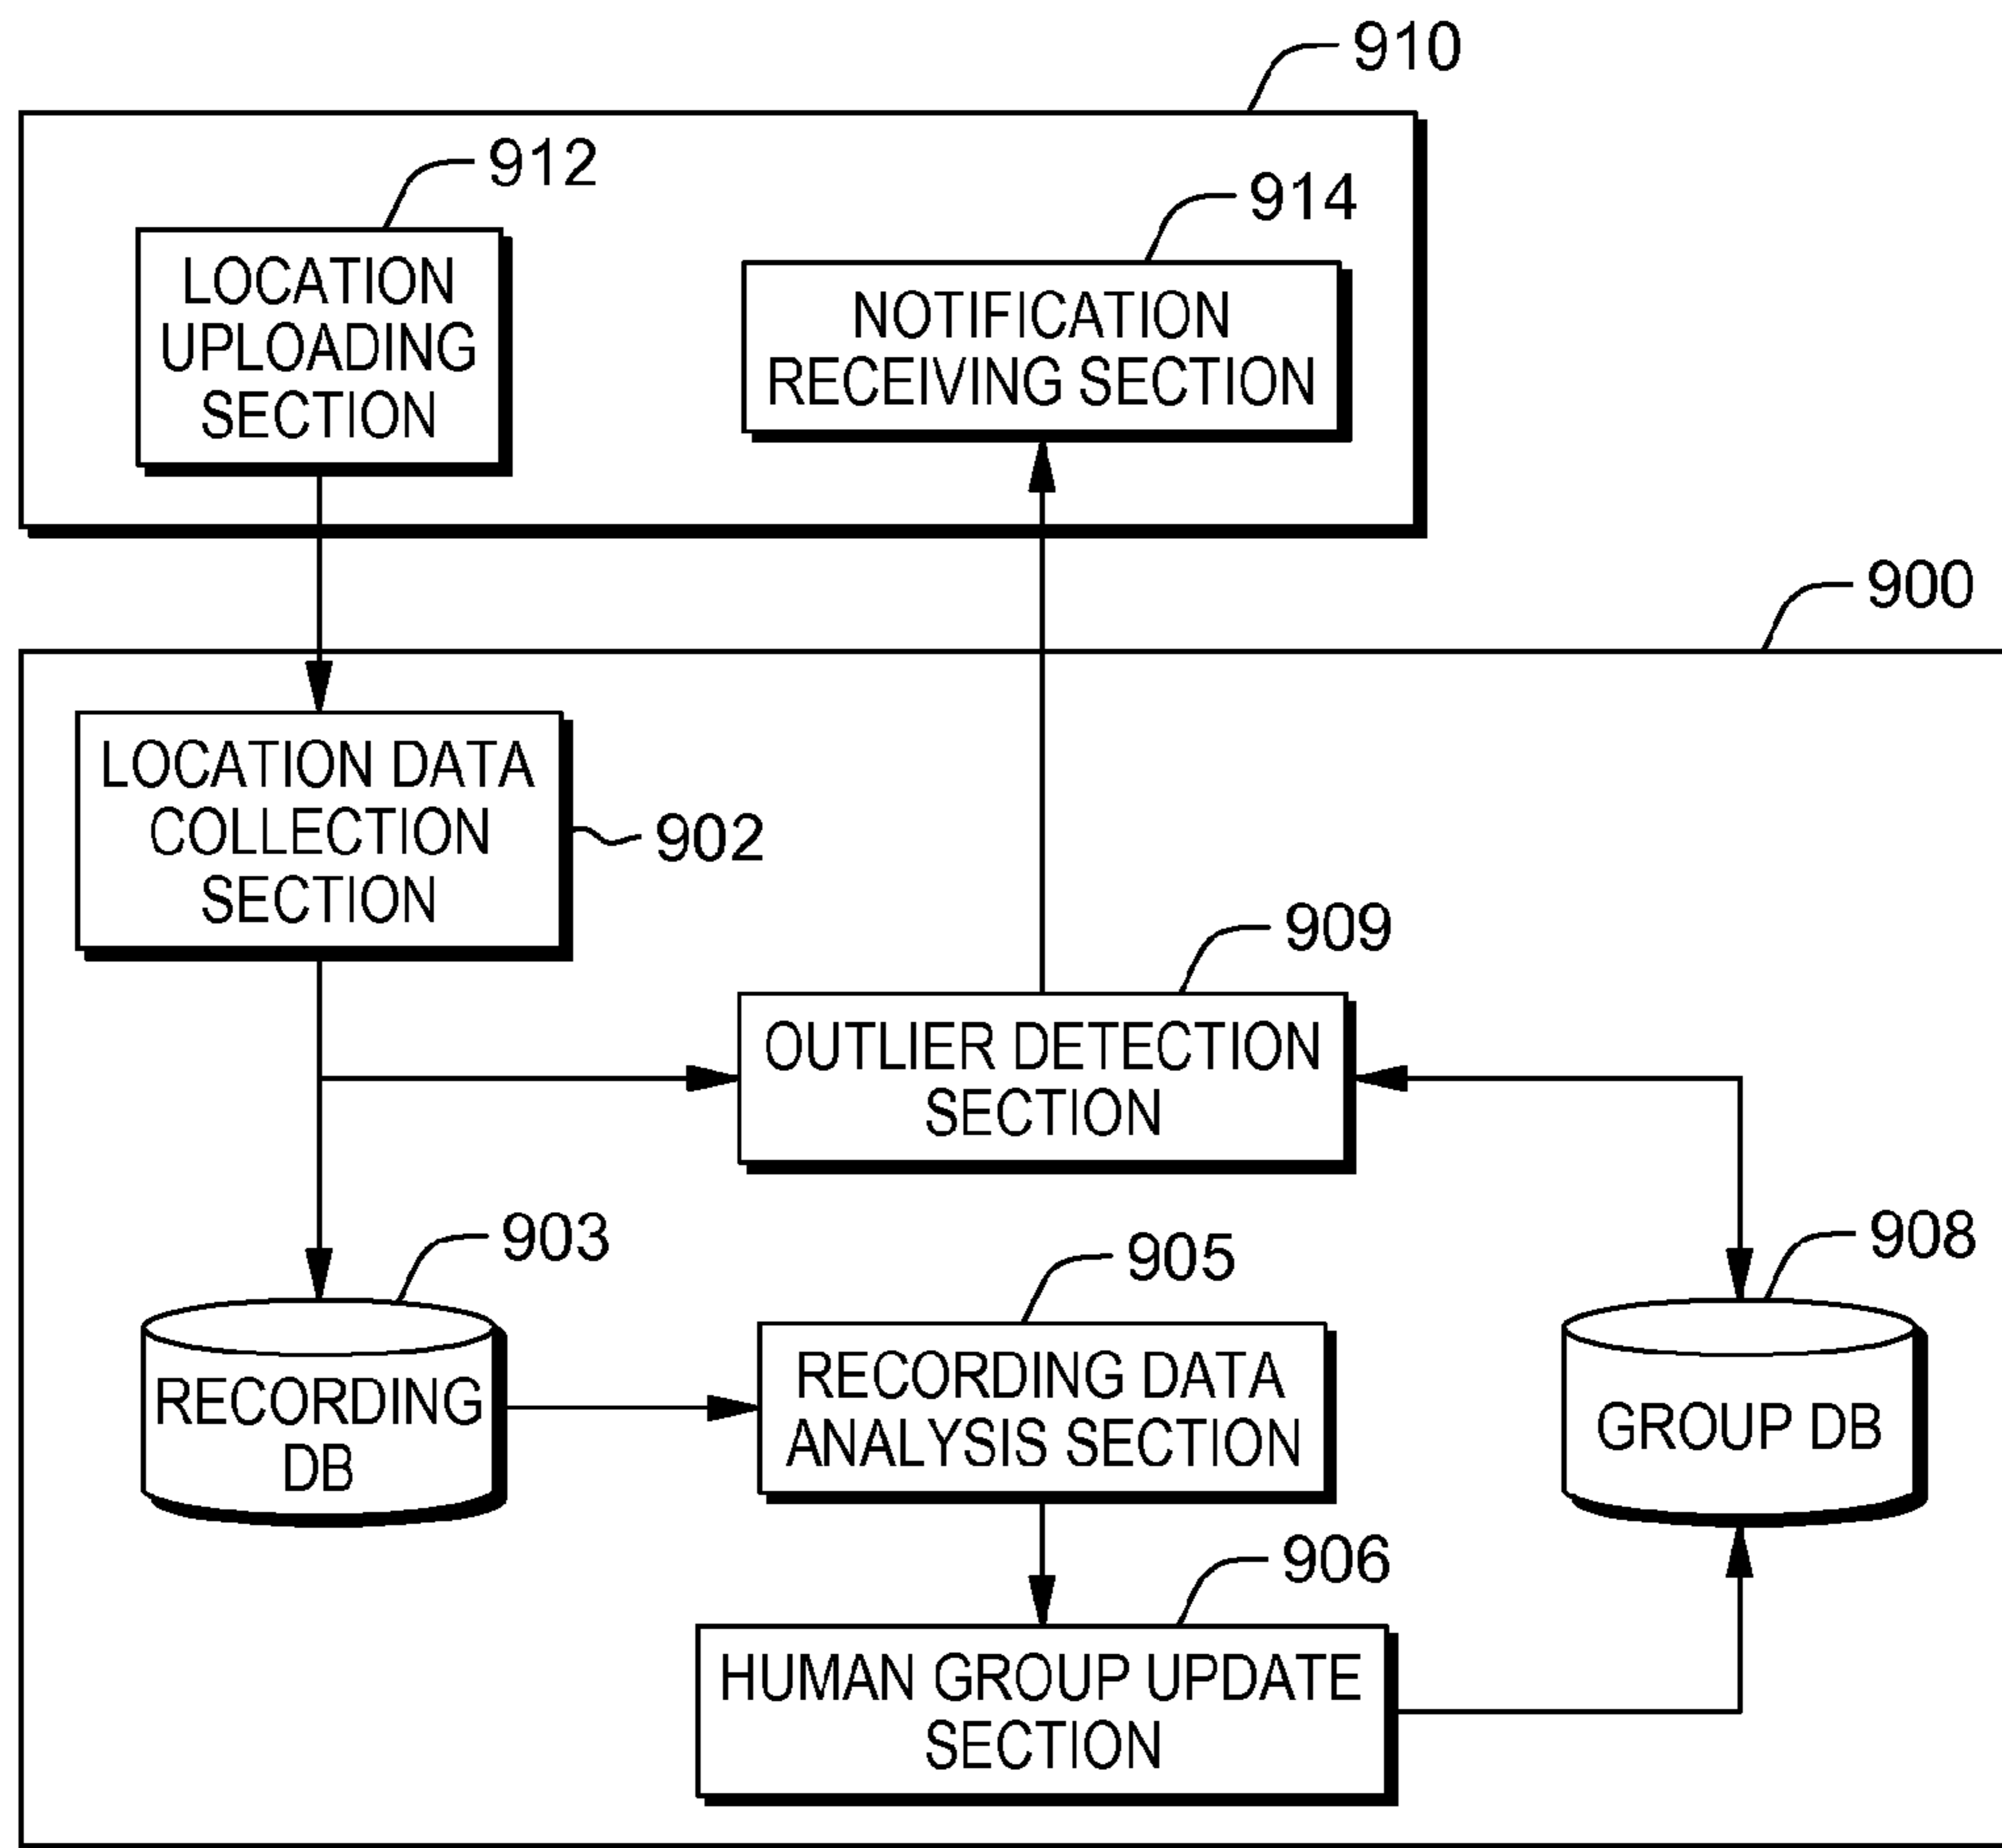 910
912
LOCATION
UPLOADING
SECTION
914
NOTIFICATION
RECEIVING SECTION
900
LOCATION DATA
COLLECTION
SECTION
902
909
OUTLIER DETECTION
SECTION
903
RECORDING
DB
905
RECORDING DATA
ANALYSIS SECTION
908
GROUP DB
906
HUMAN GROUP UPDATE
SECTION